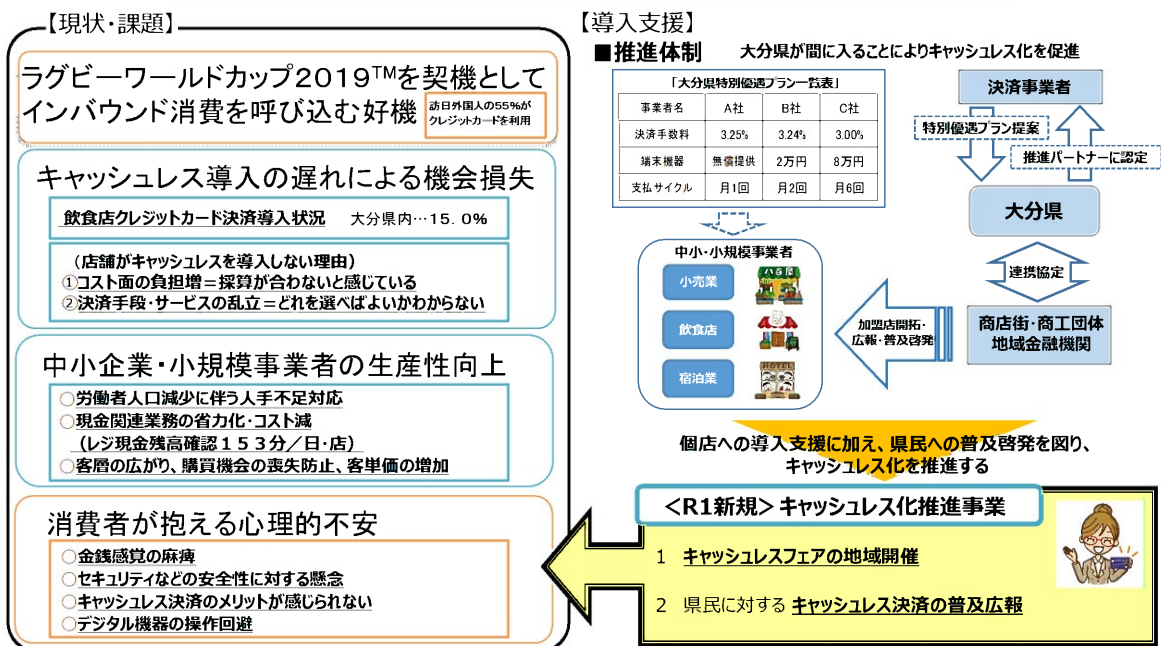 【現状・課題】
ラグビーワールドカップ2019™を契機として
インバウンド消費を呼び込む好機
訪日外国人の55%が
クレジットカードを利用
キャッシュレス導入の遅れによる機会損失
飲食店クレジットカード決済導入状況 大分県内…15.0%
(店舗がキャッシュレスを導入しない理由)
①コスト面の負担増=採算が合わないと感じている
②決済手段・サービスの乱立=どれを選べばよいかわからない
中小企業・小規模事業者の生産性向上
○労働者人口減少に伴う人手不足対応
○現金関連業務の省力化・コスト減
(レジ現金残高確認153分/日・店)
○客層の広がり、購買機会の喪失防止、客単価の増加
消費者が抱える心理的不安
○金銭感覚の麻痺
○セキュリティなどの安全性に対する懸念
○キャッシュレス決済のメリットが感じられない
○デジタル機器の操作回避
【導入支援】
■推進体制 大分県が間に入ることによりキャッシュレス化を促進
「大分県特別優遇プラン一覧表」
事業者名 A社 B社 C社
決済手数料 3.25% 3.24% 3.00%
端末機器 無償提供 2万円 8万円
支払サイクル 月1回 月2回 月6回
決済事業者
特別優遇プラン提案
推進パートナーに認定
大分県
連携協定
商店街・商工団体
地域金融機関
加盟店開拓・
広報・普及啓発
中小・小規模事業者
小売業
八百屋
飲食店
宿泊業
HOTEL
個店への導入支援に加え、県民への普及啓発を図り、
キャッシュレス化を推進する
<R1新規>キャッシュレス化推進事業
1 キャッシュレスフェアの地域開催
2 県民に対する キャッシュレス決済の普及広報